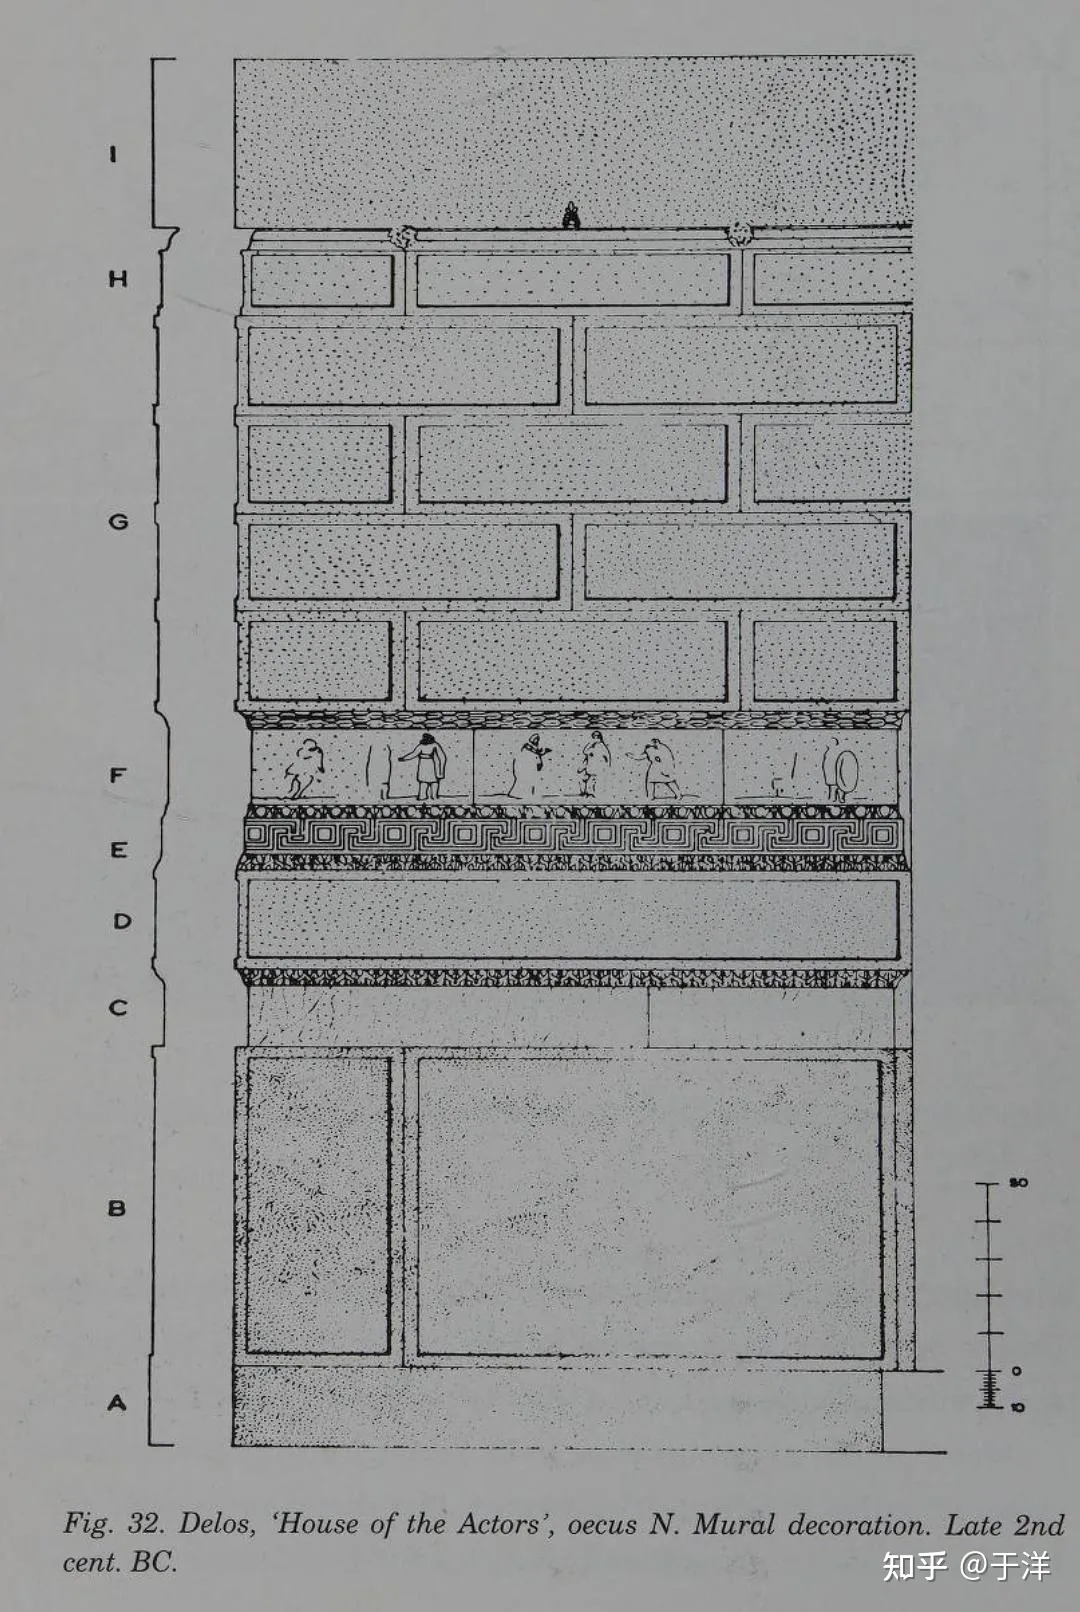 I
H
G
F
E
D
C
B
50
0
A
10
Fig. 32. Delos, ‘House of the Actors’, oecus N. Mural decoration. Late 2nd
cent. BC.
知乎 @于洋